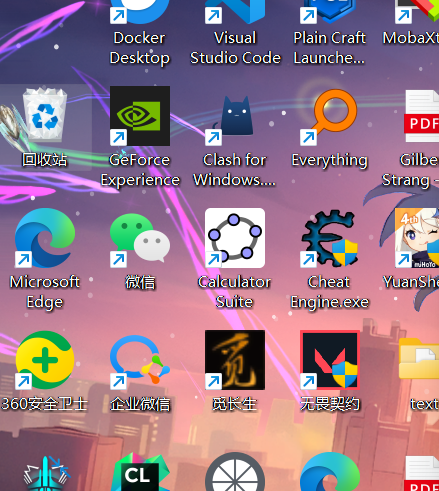 Docker
Desktop
Visual
Studio Code
Plain Craft
Launche...
MobaXt
回收站
GeForce
Experience
Clash for
Windows....
Everything
PDF
Gilbe
Strang -
Microsoft
Edge
微信
Calculator
Suite
Cheat
Engine.exe
4th
miHoYo
YuanShe
360安全卫士
企业微信
觅
觅长生
无畏契约
text
CL
PDF